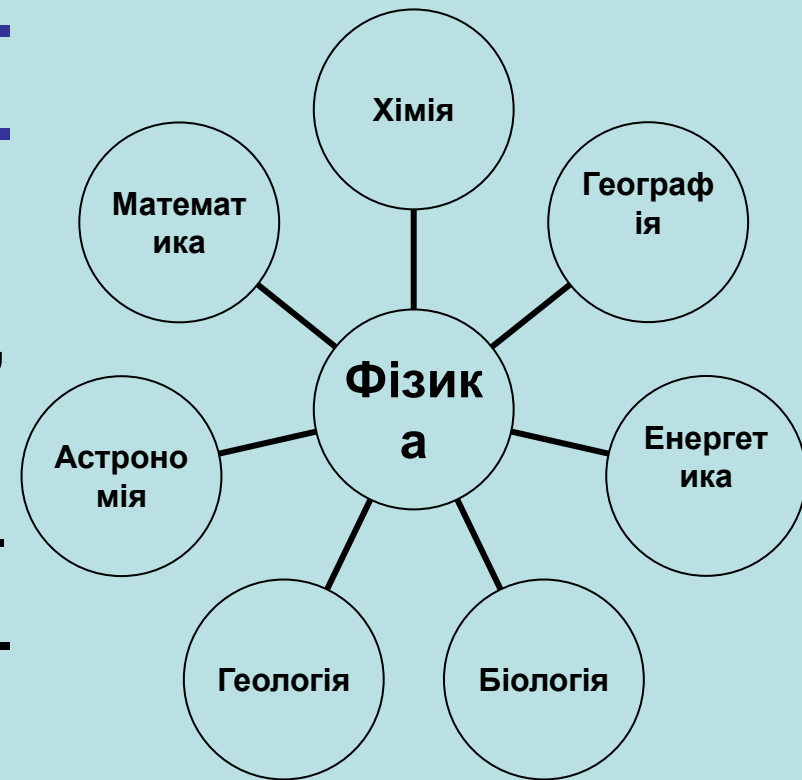 Хімія
Географ
ія
Математ
ика
Фізик
а
Енергет
ика
Астроно
мія
Геологія
Біологія